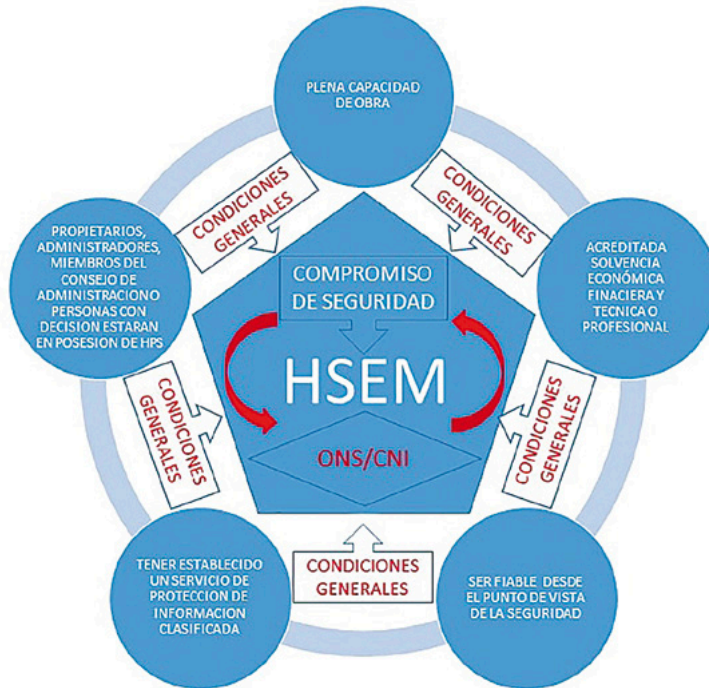 PLENA CAPACIDAD
DE OBRA
CONDICIONES
GENERALES
CONDICIONES
GENERALES
PROPIETARIOS,
ADMINISTRADORES,
MIEMBROS DEL
CONSEJO DE
ADMINISTRACIONO
PERSONAS CON
DECISION ESTARAN
EN POSESION DE HPS
COMPROMISO
DE SEGURIDAD
ACREDITADA
SOLVENCIA
ECONÓMICA
FINACIERA Y
TECNICA O
PROFESIONAL
HSEM
ONS/CNI
CONDICIONES
GENERALES
CONDICIONES
GENERALES
TENER ESTABLECIDO
UN SERVICIO DE
PROTECCION DE
INFORMACION
CLASIFICADA
CONDICIONES
GENERALES
SER FIABLE DESDE
EL PUNTO DE VISTA
DE LA SEGURIDAD